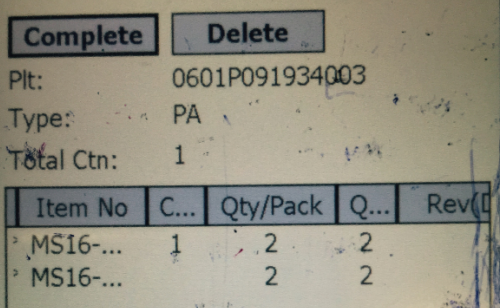 Complete Delete
Plt: 0601P091934003
Type: PA
Total Ctn: 1
Item No C... Qty/Pack Q... Rev(D
MS16-... 1 2 2
MS16-... 2 2